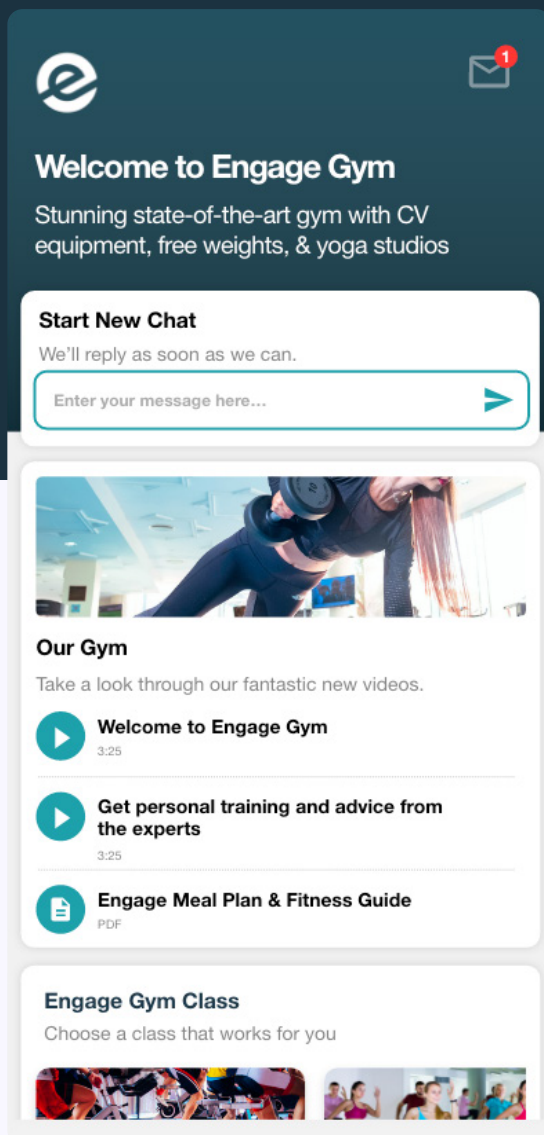 1
Welcome to Engage Gym
Stunning state-of-the-art gym with CV
equipment, free weights, & yoga studios
Start New Chat
We'll reply as soon as we can.
Enter your message here...
Our Gym
Take a look through our fantastic new videos.
Welcome to Engage Gym
3:25
Get personal training and advice from
the experts
3:25
Engage Meal Plan & Fitness Guide
PDF
Engage Gym Class
Choose a class that works for you